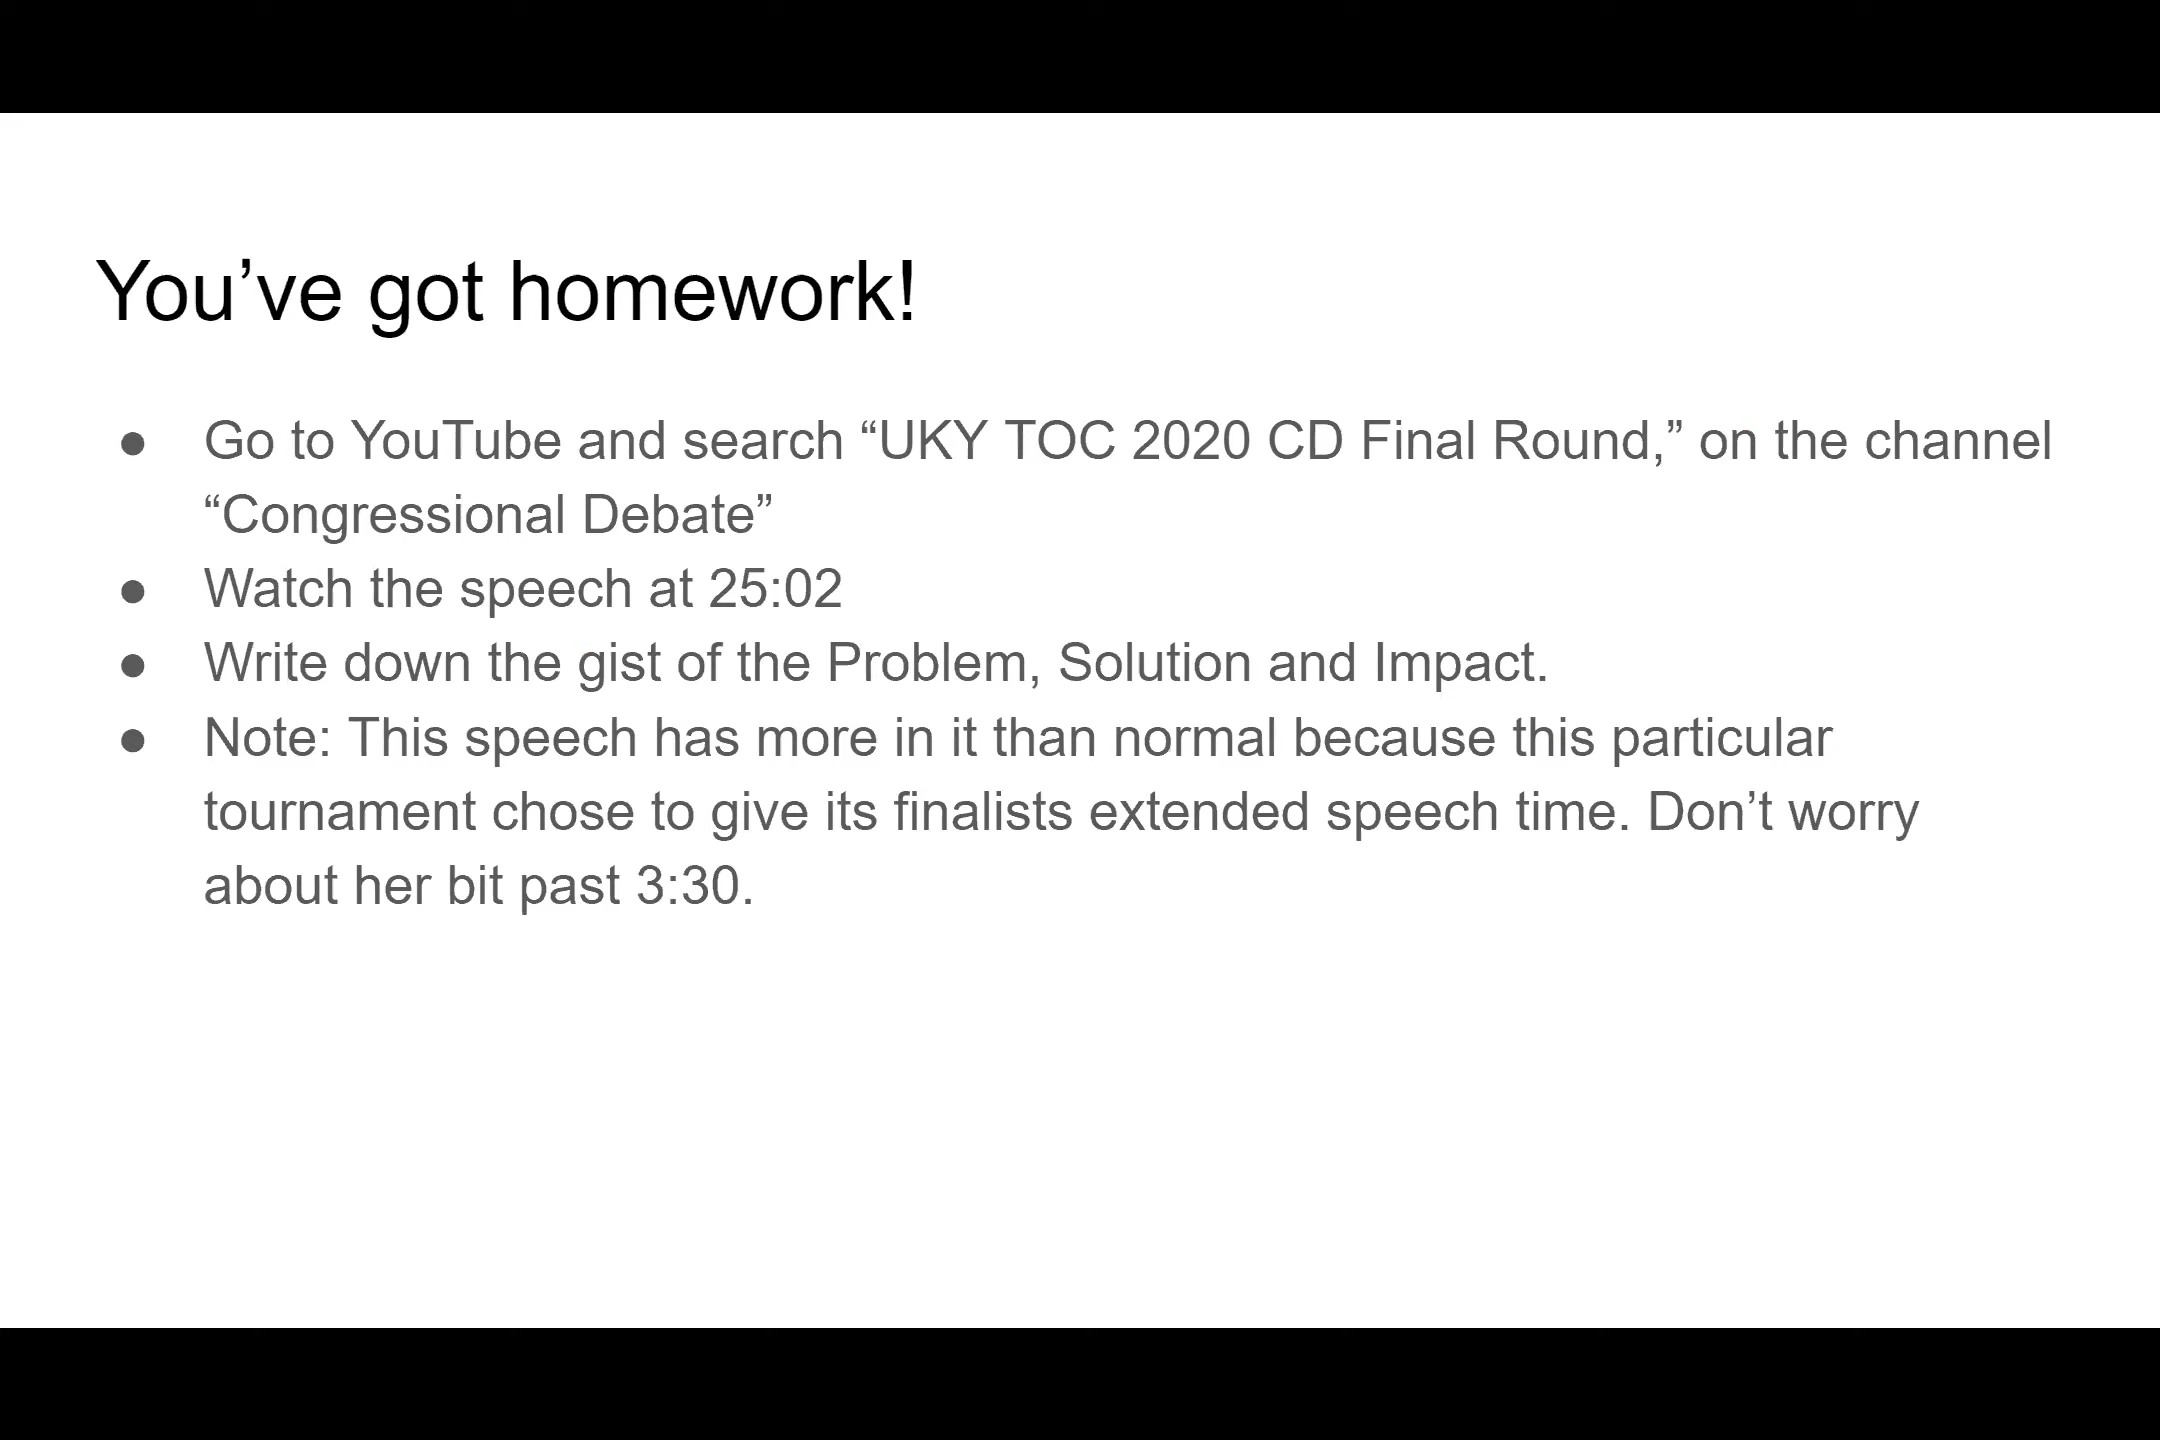 You’ve got homework!
● Go to YouTube and search “UKY TOC 2020 CD Final Round,” on the channel
“Congressional Debate”
● Watch the speech at 25:02
● Write down the gist of the Problem, Solution and Impact.
● Note: This speech has more in it than normal because this particular
tournament chose to give its finalists extended speech time. Don’t worry
about her bit past 3:30.